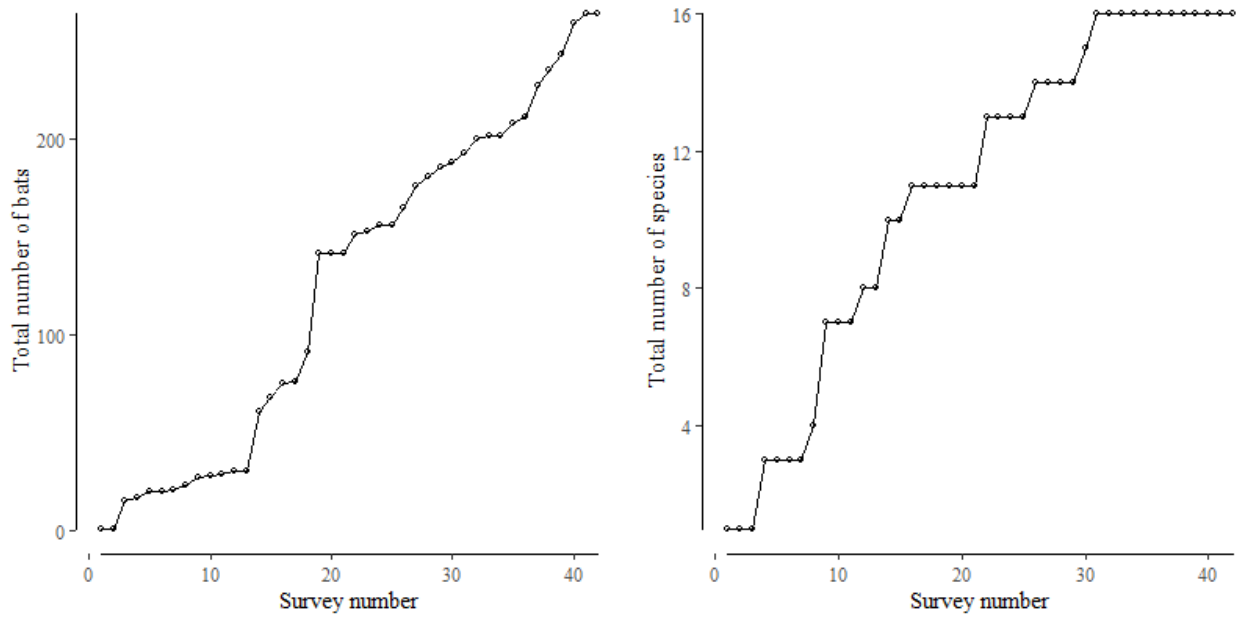 Total number of bats
200
100
0
0 10 20 30 40
Survey number
Total number of species
16
12
8
4
0 10 20 30 40
Survey number